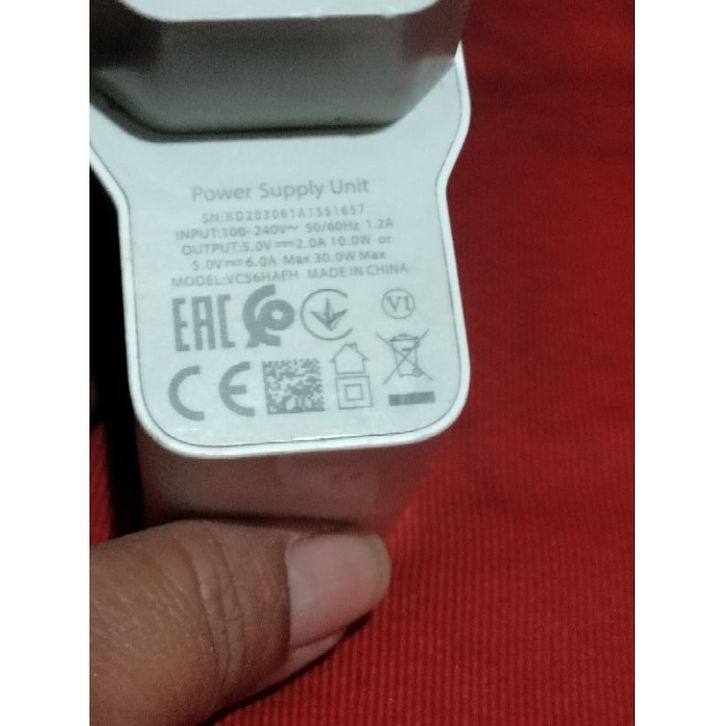 Power Supply Unit
SN:HD203061A1551657
INPUT:100-240V~ 50/60Hz 1.2A
OUTPUT:5.0V⎓2.0A 10.0W or
5.0V⎓6.0A Max 30.0W Max
MODEL:VC56HAEH MADE IN CHINA
EAC VI
CE